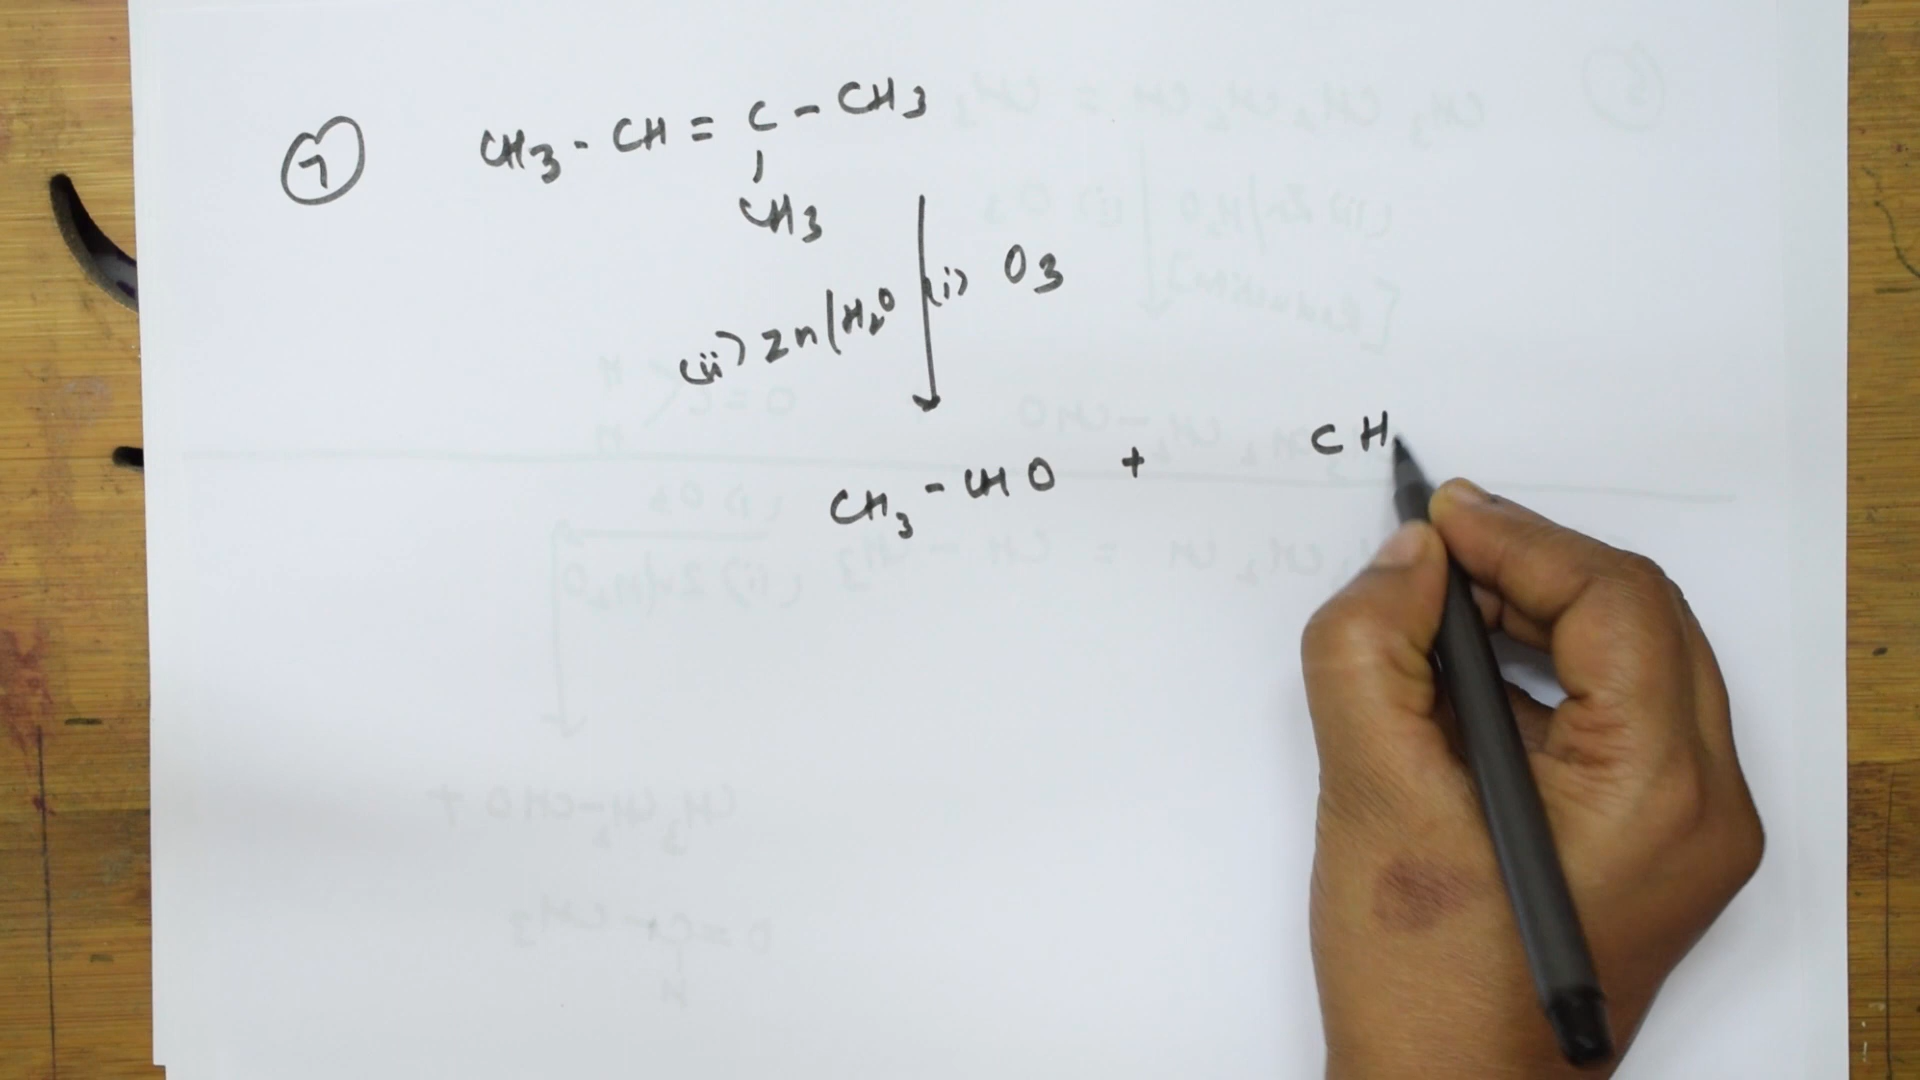 7 CH3 - CH = C - CH3
CH3
(i) O3
(ii) Zn/H2O
CH3 - CHO + CH